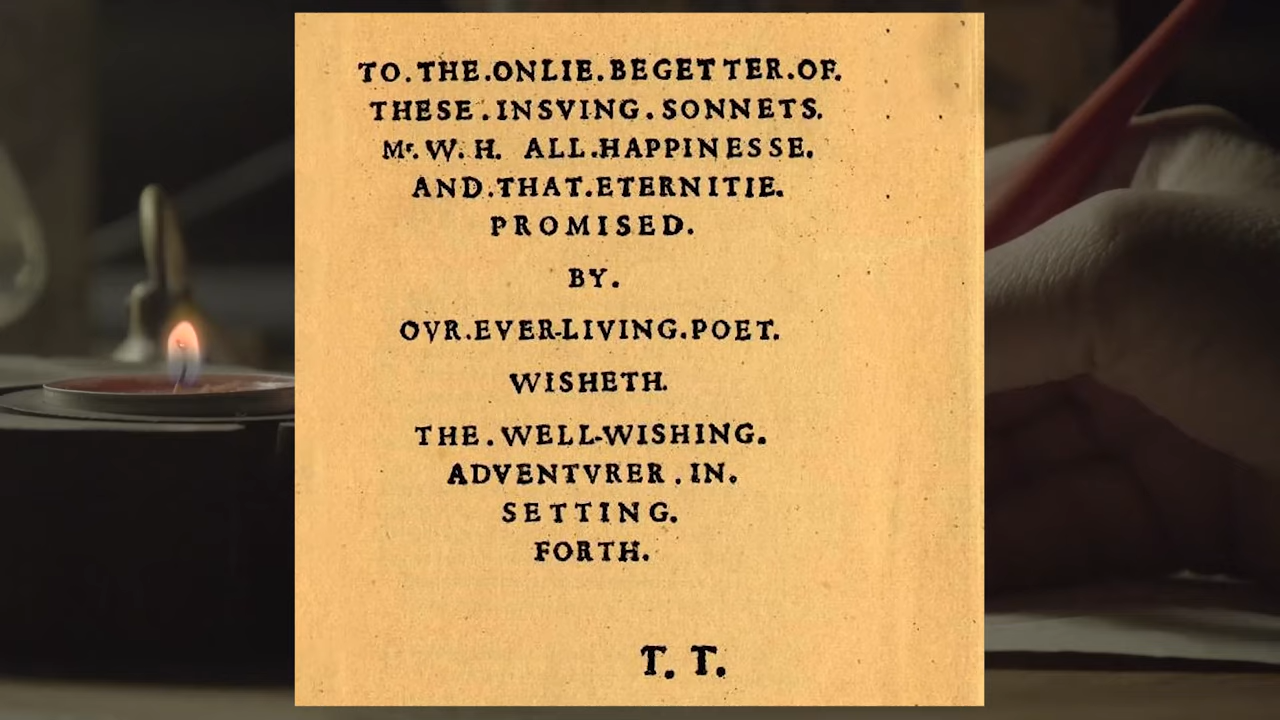 TO.THE.ONLIE.BEGETTER.OF.
THESE.INSVING.SONNETS.
Mr.W.H. ALL.HAPPINESSE.
AND.THAT.ETERNITIE.
PROMISED.
BY.
OVR.EVER-LIVING.POET.
WISHETH.
THE.WELL-WISHING.
ADVENTVRER.IN.
SETTING.
FORTH.
T. T.